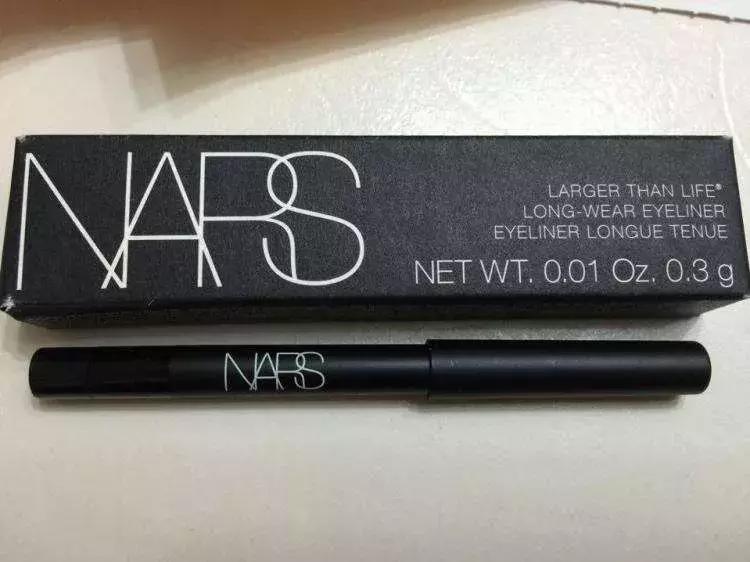 NARS
LARGER THAN LIFE®
LONG-WEAR EYELINER
EYELINER LONGUE TENUE
NET WT. 0.01 Oz. 0.3 g
NARS